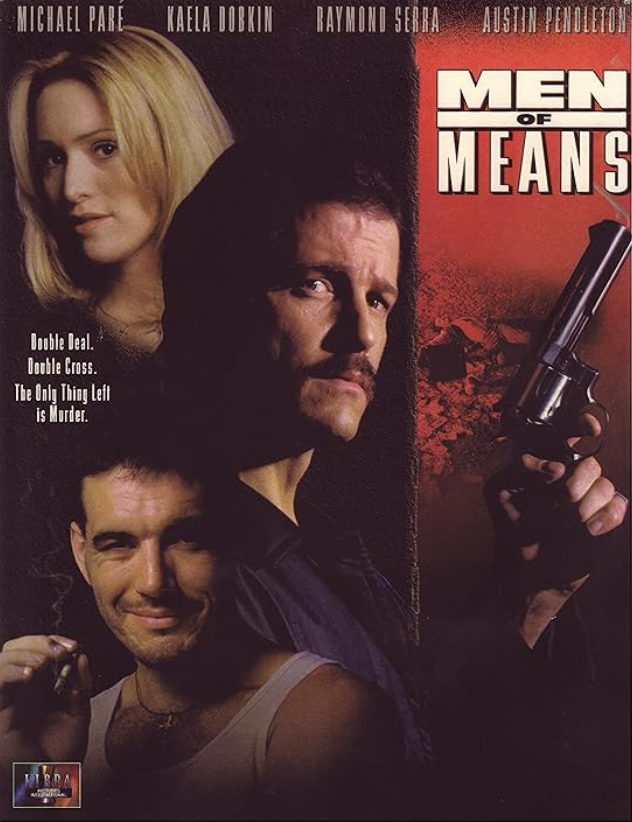 MICHAEL PARÉ KAELA DOBKIN RAYMOND SERRA AUSTIN PENDLETON
MEN
OF
MEANS
Double Deal.
Double Cross.
The Only Thing Left
is Murder.